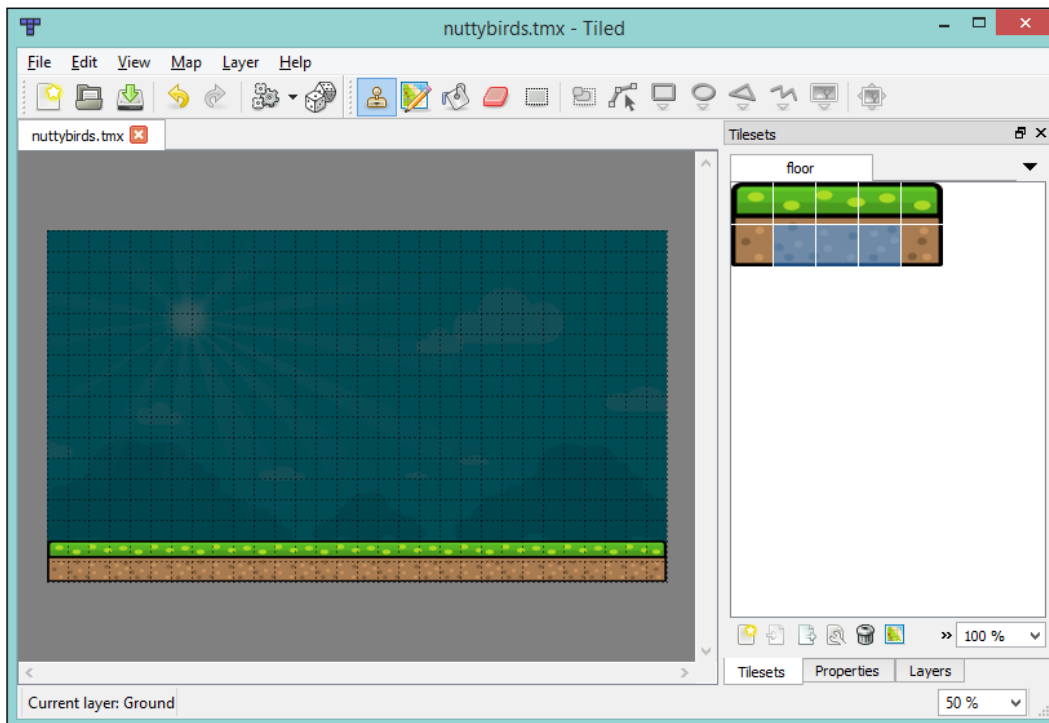 nuttybirds.tmx - Tiled
File Edit View Map Layer Help
nuttybirds.tmx
Tilesets
floor
» 100 %
Tilesets Properties Layers
Current layer: Ground
50 %